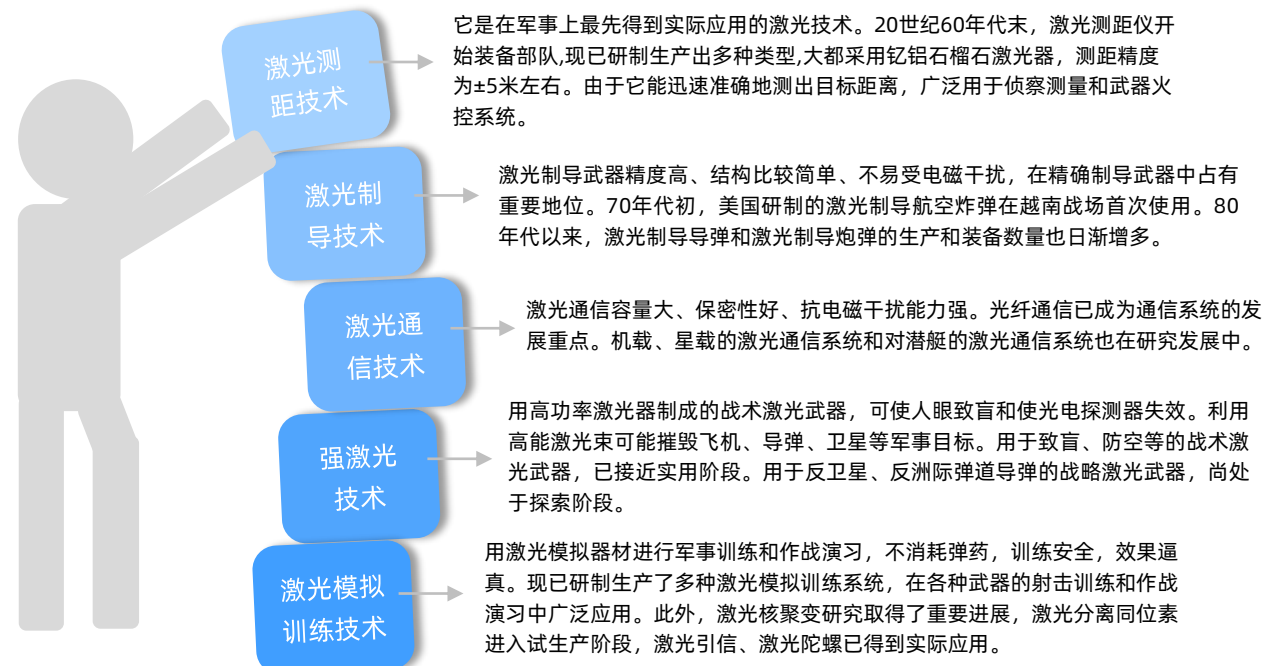 激光测
距技术
它是在军事上最先得到实际应用的激光技术。20世纪60年代末，激光测距仪开
始装备部队,现已研制生产出多种类型,大都采用钇铝石榴石激光器，测距精度
为±5米左右。由于它能迅速准确地测出目标距离，广泛用于侦察测量和武器火
控系统。
激光制
导技术
激光制导武器精度高、结构比较简单、不易受电磁干扰，在精确制导武器中占有
重要地位。70年代初，美国研制的激光制导航空炸弹在越南战场首次使用。80
年代以来，激光制导导弹和激光制导炮弹的生产和装备数量也日渐增多。
激光通
信技术
激光通信容量大、保密性好、抗电磁干扰能力强。光纤通信已成为通信系统的发
展重点。机载、星载的激光通信系统和对潜艇的激光通信系统也在研究发展中。
强激光
技术
用高功率激光器制成的战术激光武器，可使人眼致盲和使光电探测器失效。利用
高能激光束可能摧毁飞机、导弹、卫星等军事目标。用于致盲、防空等的战术激
光武器，已接近实用阶段。用于反卫星、反洲际弹道导弹的战略激光武器，尚处
于探索阶段。
激光模拟
训练技术
用激光模拟器材进行军事训练和作战演习，不消耗弹药，训练安全，效果逼
真。现已研制生产了多种激光模拟训练系统，在各种武器的射击训练和作战
演习中广泛应用。此外，激光核聚变研究取得了重要进展，激光分离同位素
进入试生产阶段，激光引信、激光陀螺已得到实际应用。